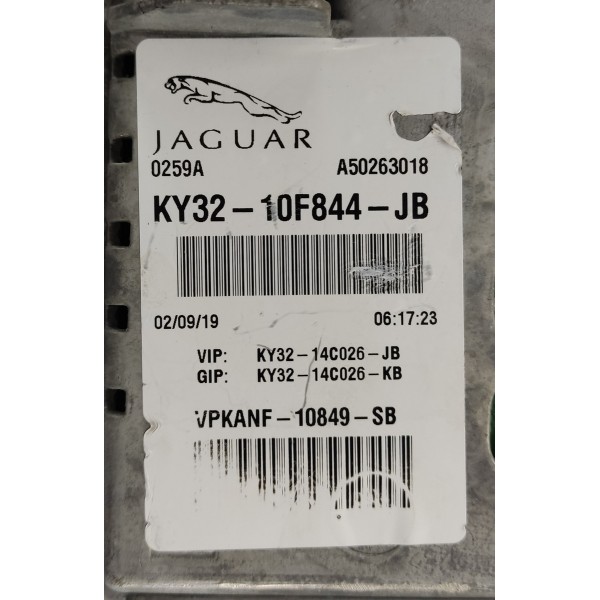 JAGUAR
0259A A50263018
KY32-10F844-JB
02/09/19 06:17:23
VIP: KY32-14C026-JB
GIP: KY32-14C026-KB
VPKANF-10849-SB